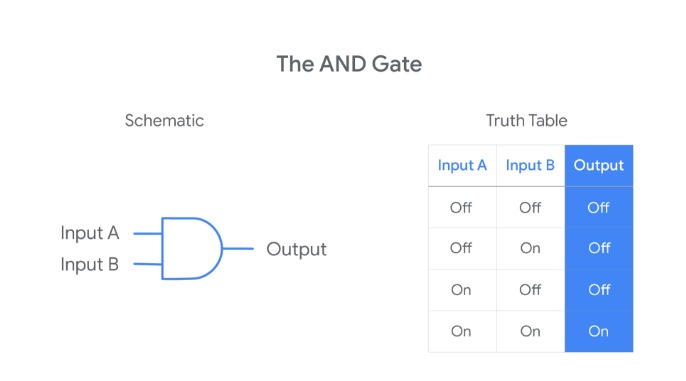 The AND Gate
Schematic
Input A
Input B
Output
Truth Table
Input A Input B Output
Off Off Off
Off On Off
On Off Off
On On On